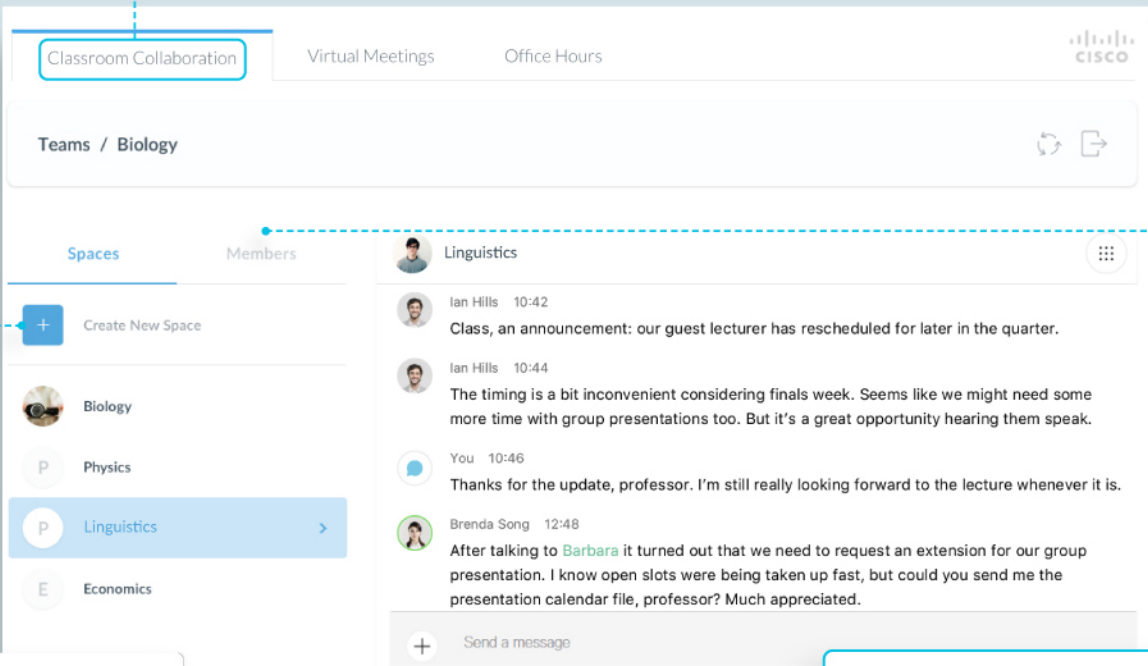 Classroom Collaboration
Virtual Meetings
Office Hours
CISCO
Teams / Biology
Spaces
Members
Create New Space
Biology
P
Physics
P
Linguistics
E
Economics
Linguistics
Ian Hills 10:42
Class, an announcement: our guest lecturer has rescheduled for later in the quarter.
Ian Hills 10:44
The timing is a bit inconvenient considering finals week. Seems like we might need some
more time with group presentations too. But it's a great opportunity hearing them speak.
You 10:46
Thanks for the update, professor. I'm still really looking forward to the lecture whenever it is.
Brenda Song 12:48
After talking to Barbara it turned out that we need to request an extension for our group
presentation. I know open slots were being taken up fast, but could you send me the
presentation calendar file, professor? Much appreciated.
Send a message